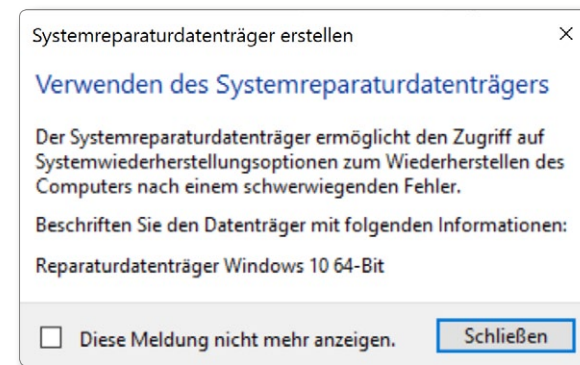 Systemreparaturdatenträger erstellen
Verwenden des Systemreparaturdatenträgers
Der Systemreparaturdatenträger ermöglicht den Zugriff auf
Systemwiederherstellungsoptionen zum Wiederherstellen des
Computers nach einem schwerwiegenden Fehler.
Beschriften Sie den Datenträger mit folgenden Informationen:
Reparaturdatenträger Windows 10 64-Bit
Diese Meldung nicht mehr anzeigen.
Schließen